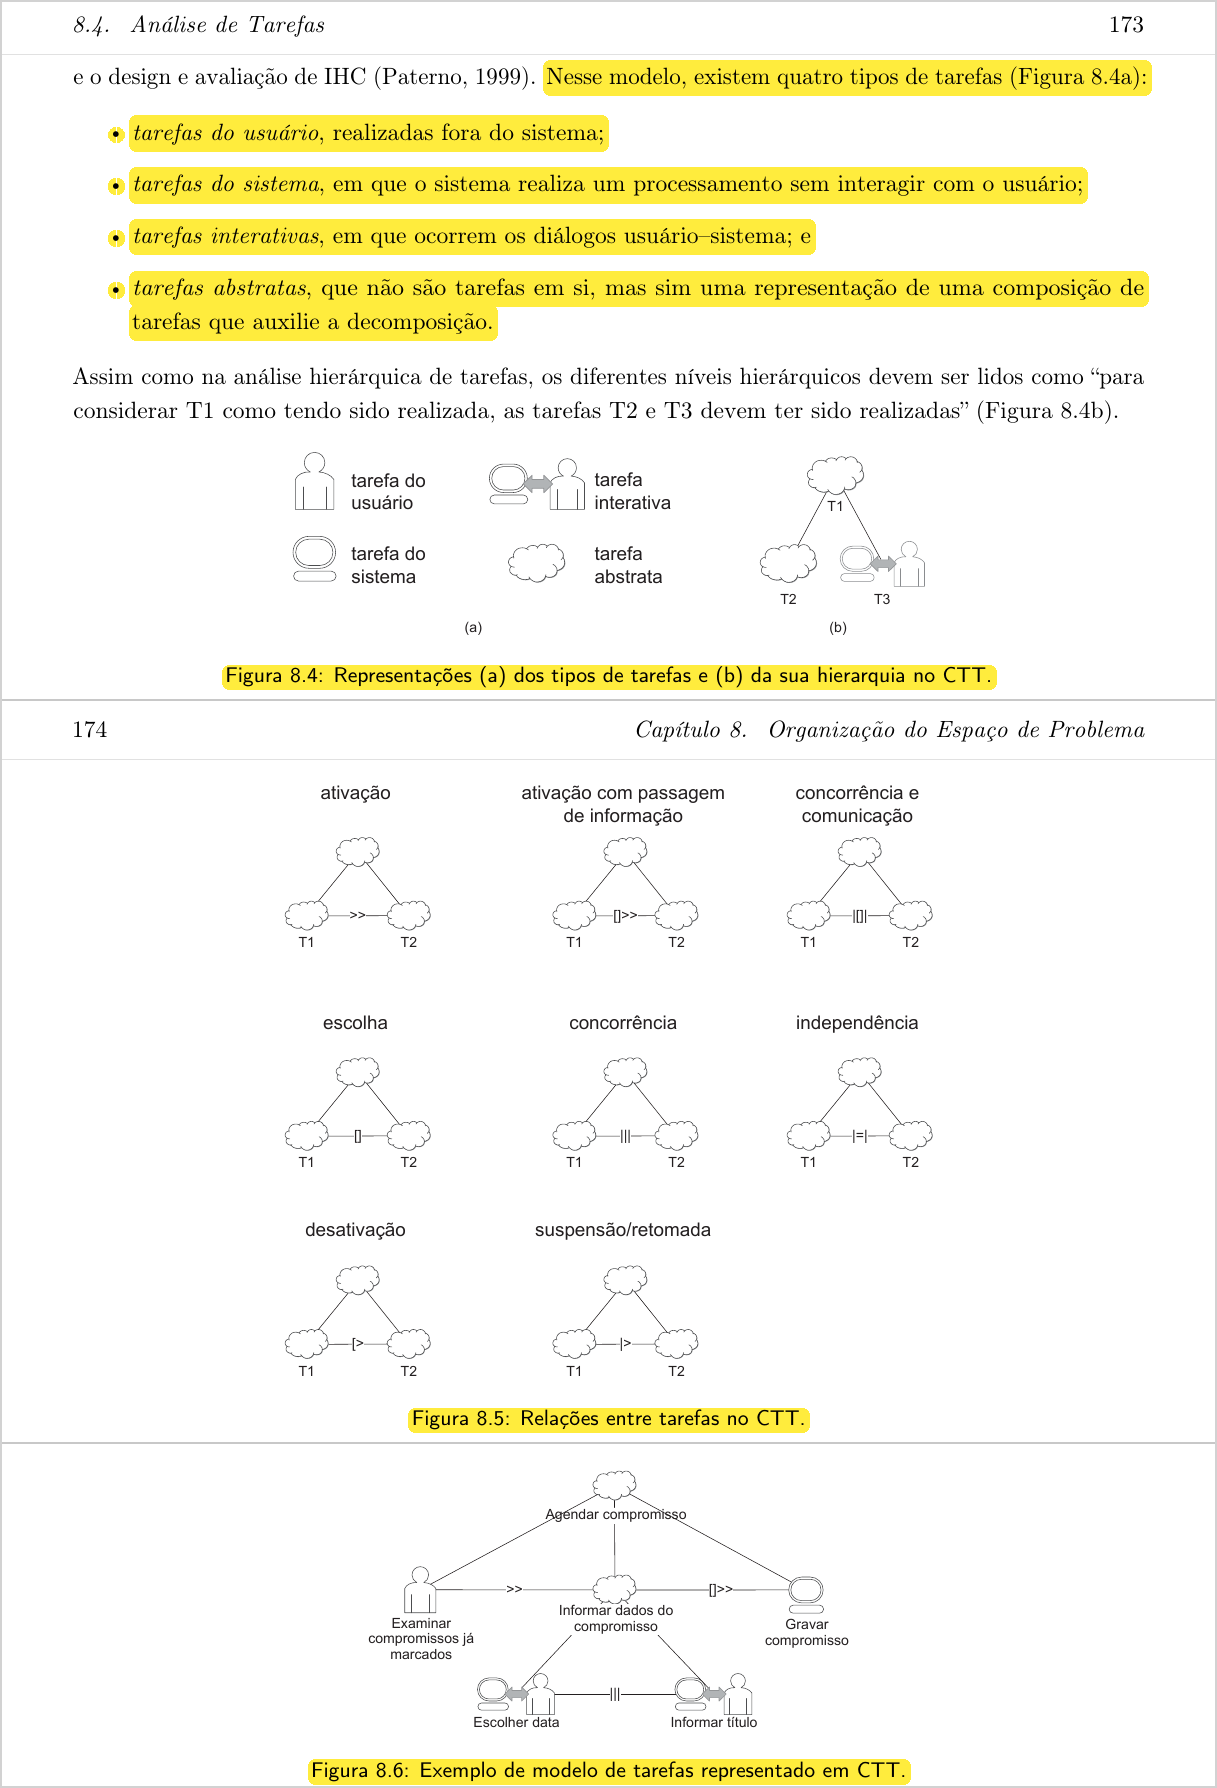 8.4. Análise de Tarefas 173
e o design e avaliação de IHC (Paterno, 1999). Nesse modelo, existem quatro tipos de tarefas (Figura 8.4a):
• tarefas do usuário, realizadas fora do sistema;
• tarefas do sistema, em que o sistema realiza um processamento sem interagir com o usuário;
• tarefas interativas, em que ocorrem os diálogos usuário–sistema; e
• tarefas abstratas, que não são tarefas em si, mas sim uma representação de uma composição de
tarefas que auxilie a decomposição.
Assim como na análise hierárquica de tarefas, os diferentes níveis hierárquicos devem ser lidos como “para
considerar T1 como tendo sido realizada, as tarefas T2 e T3 devem ter sido realizadas” (Figura 8.4b).
tarefa do
usuário
tarefa
interativa
tarefa do
sistema
tarefa
abstrata
(a)
T1
T2 T3
(b)
Figura 8.4: Representações (a) dos tipos de tarefas e (b) da sua hierarquia no CTT.
174 Capítulo 8. Organização do Espaço de Problema
ativação
>>
T1 T2
ativação com passagem
de informação
[]>>
T1 T2
concorrência e
comunicação
|[]|
T1 T2
escolha
[]
T1 T2
concorrência
|||
T1 T2
independência
|=|
T1 T2
desativação
[>
T1 T2
suspensão/retomada
|>
T1 T2
Figura 8.5: Relações entre tarefas no CTT.
Agendar compromisso
>> []>>
Examinar
compromissos já
marcados
Informar dados do
compromisso
Gravar
compromisso
|||
Escolher data Informar título
Figura 8.6: Exemplo de modelo de tarefas representado em CTT.